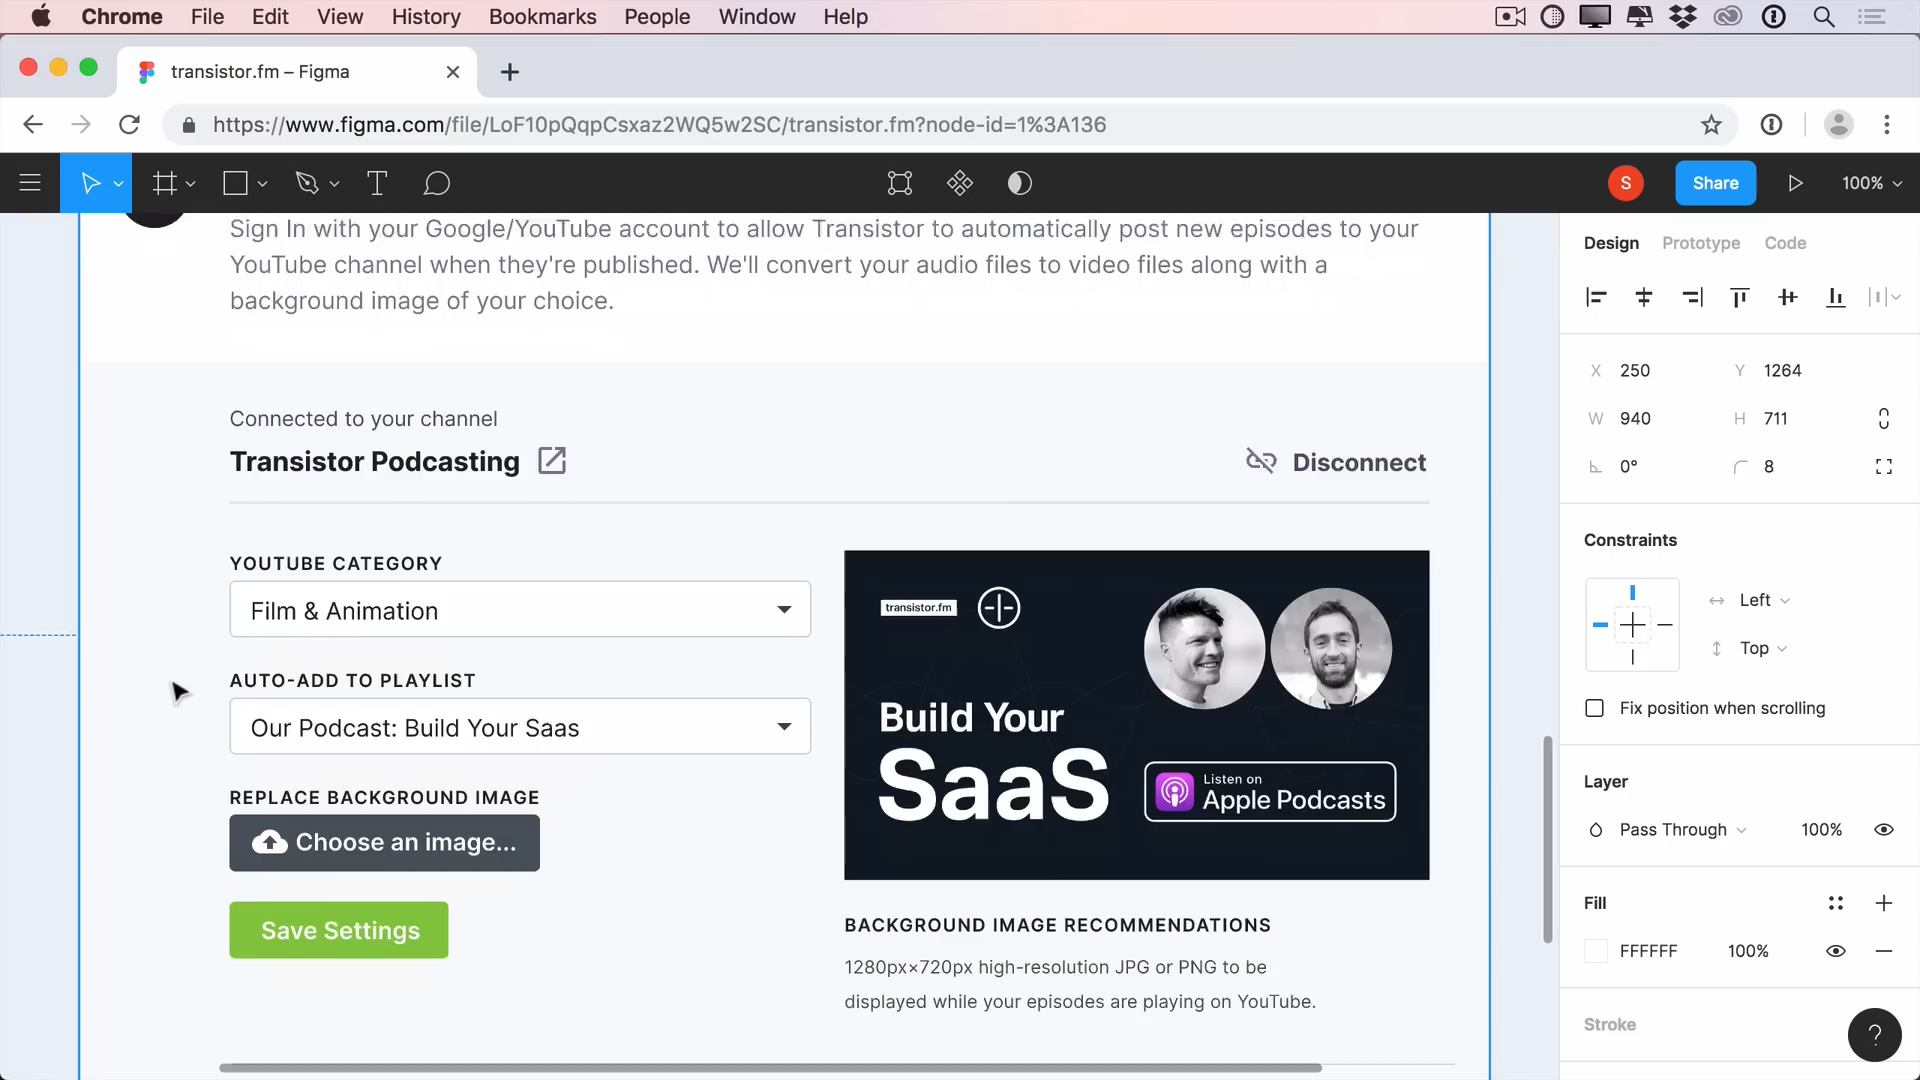 Chrome File Edit View History Bookmarks People Window Help
transistor.fm – Figma
https://www.figma.com/file/LoF10pQqpCsxaz2WQ5w2SC/transistor.fm?node-id=1%3A136
S
Share
100%
Sign In with your Google/YouTube account to allow Transistor to automatically post new episodes to your
YouTube channel when they're published. We'll convert your audio files to video files along with a
background image of your choice.
Connected to your channel
Transistor Podcasting
Disconnect
YOUTUBE CATEGORY
Film & Animation
AUTO-ADD TO PLAYLIST
Our Podcast: Build Your Saas
REPLACE BACKGROUND IMAGE
Choose an image...
Save Settings
transistor.fm
Build Your
SaaS
Listen on
Apple Podcasts
BACKGROUND IMAGE RECOMMENDATIONS
1280px×720px high-resolution JPG or PNG to be
displayed while your episodes are playing on YouTube.
Design Prototype Code
X 250 Y 1264
W 940 H 711
0° 8
Constraints
Left
Top
Fix position when scrolling
Layer
Pass Through 100%
Fill
FFFFFF 100%
Stroke
?